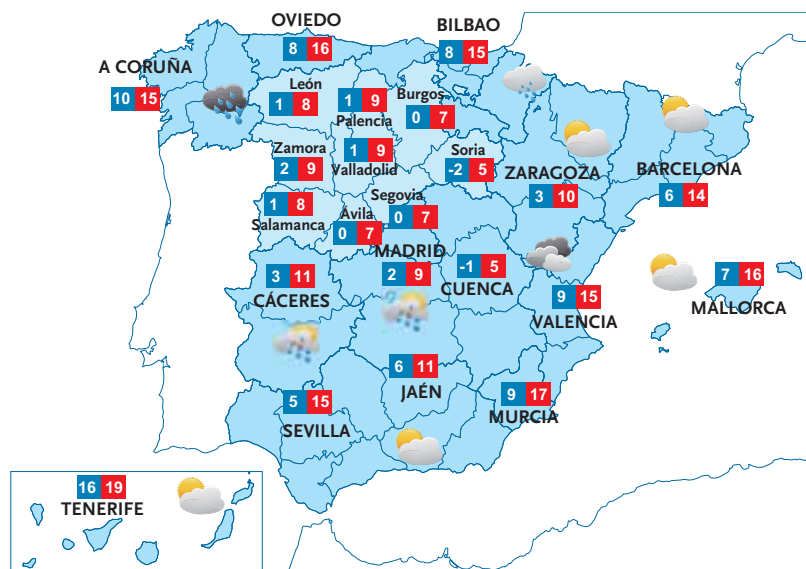 OVIEDO
8 16
BILBAO
8 15
A CORUÑA
10 15
León
1 8
1 9
Palencia
Burgos
0 7
Zamora
2 9
1 9
Valladolid
Soria
-2 5
ZARAGOZA
3 10
BARCELONA
6 14
1 8
Salamanca
Ávila
0 7
Segovia
0 7
MADRID
2 9
-1 5
CUENCA
3 11
CÁCERES
9 15
VALENCIA
7 16
MALLORCA
6 11
JAÉN
5 15
SEVILLA
9 17
MURCIA
16 19
TENERIFE